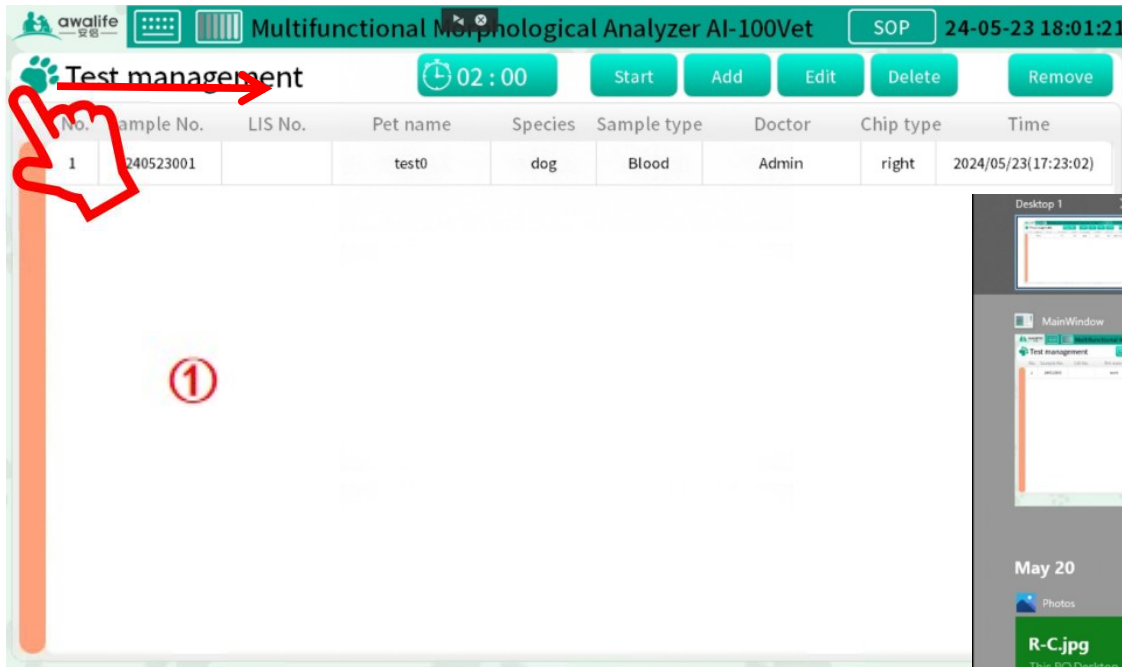 awalife
安侣
Multifunctional Morphological Analyzer AI-100Vet
SOP
24-05-23 18:01:21
Test management
02 : 00
Start
Add
Edit
Delete
Remove
No.
Sample No.
LIS No.
Pet name
Species
Sample type
Doctor
Chip type
Time
1
240523001
test0
dog
Blood
Admin
right
2024/05/23(17:23:02)
Desktop 1
MainWindow
Test management
①
May 20
Photos
R-C.jpg